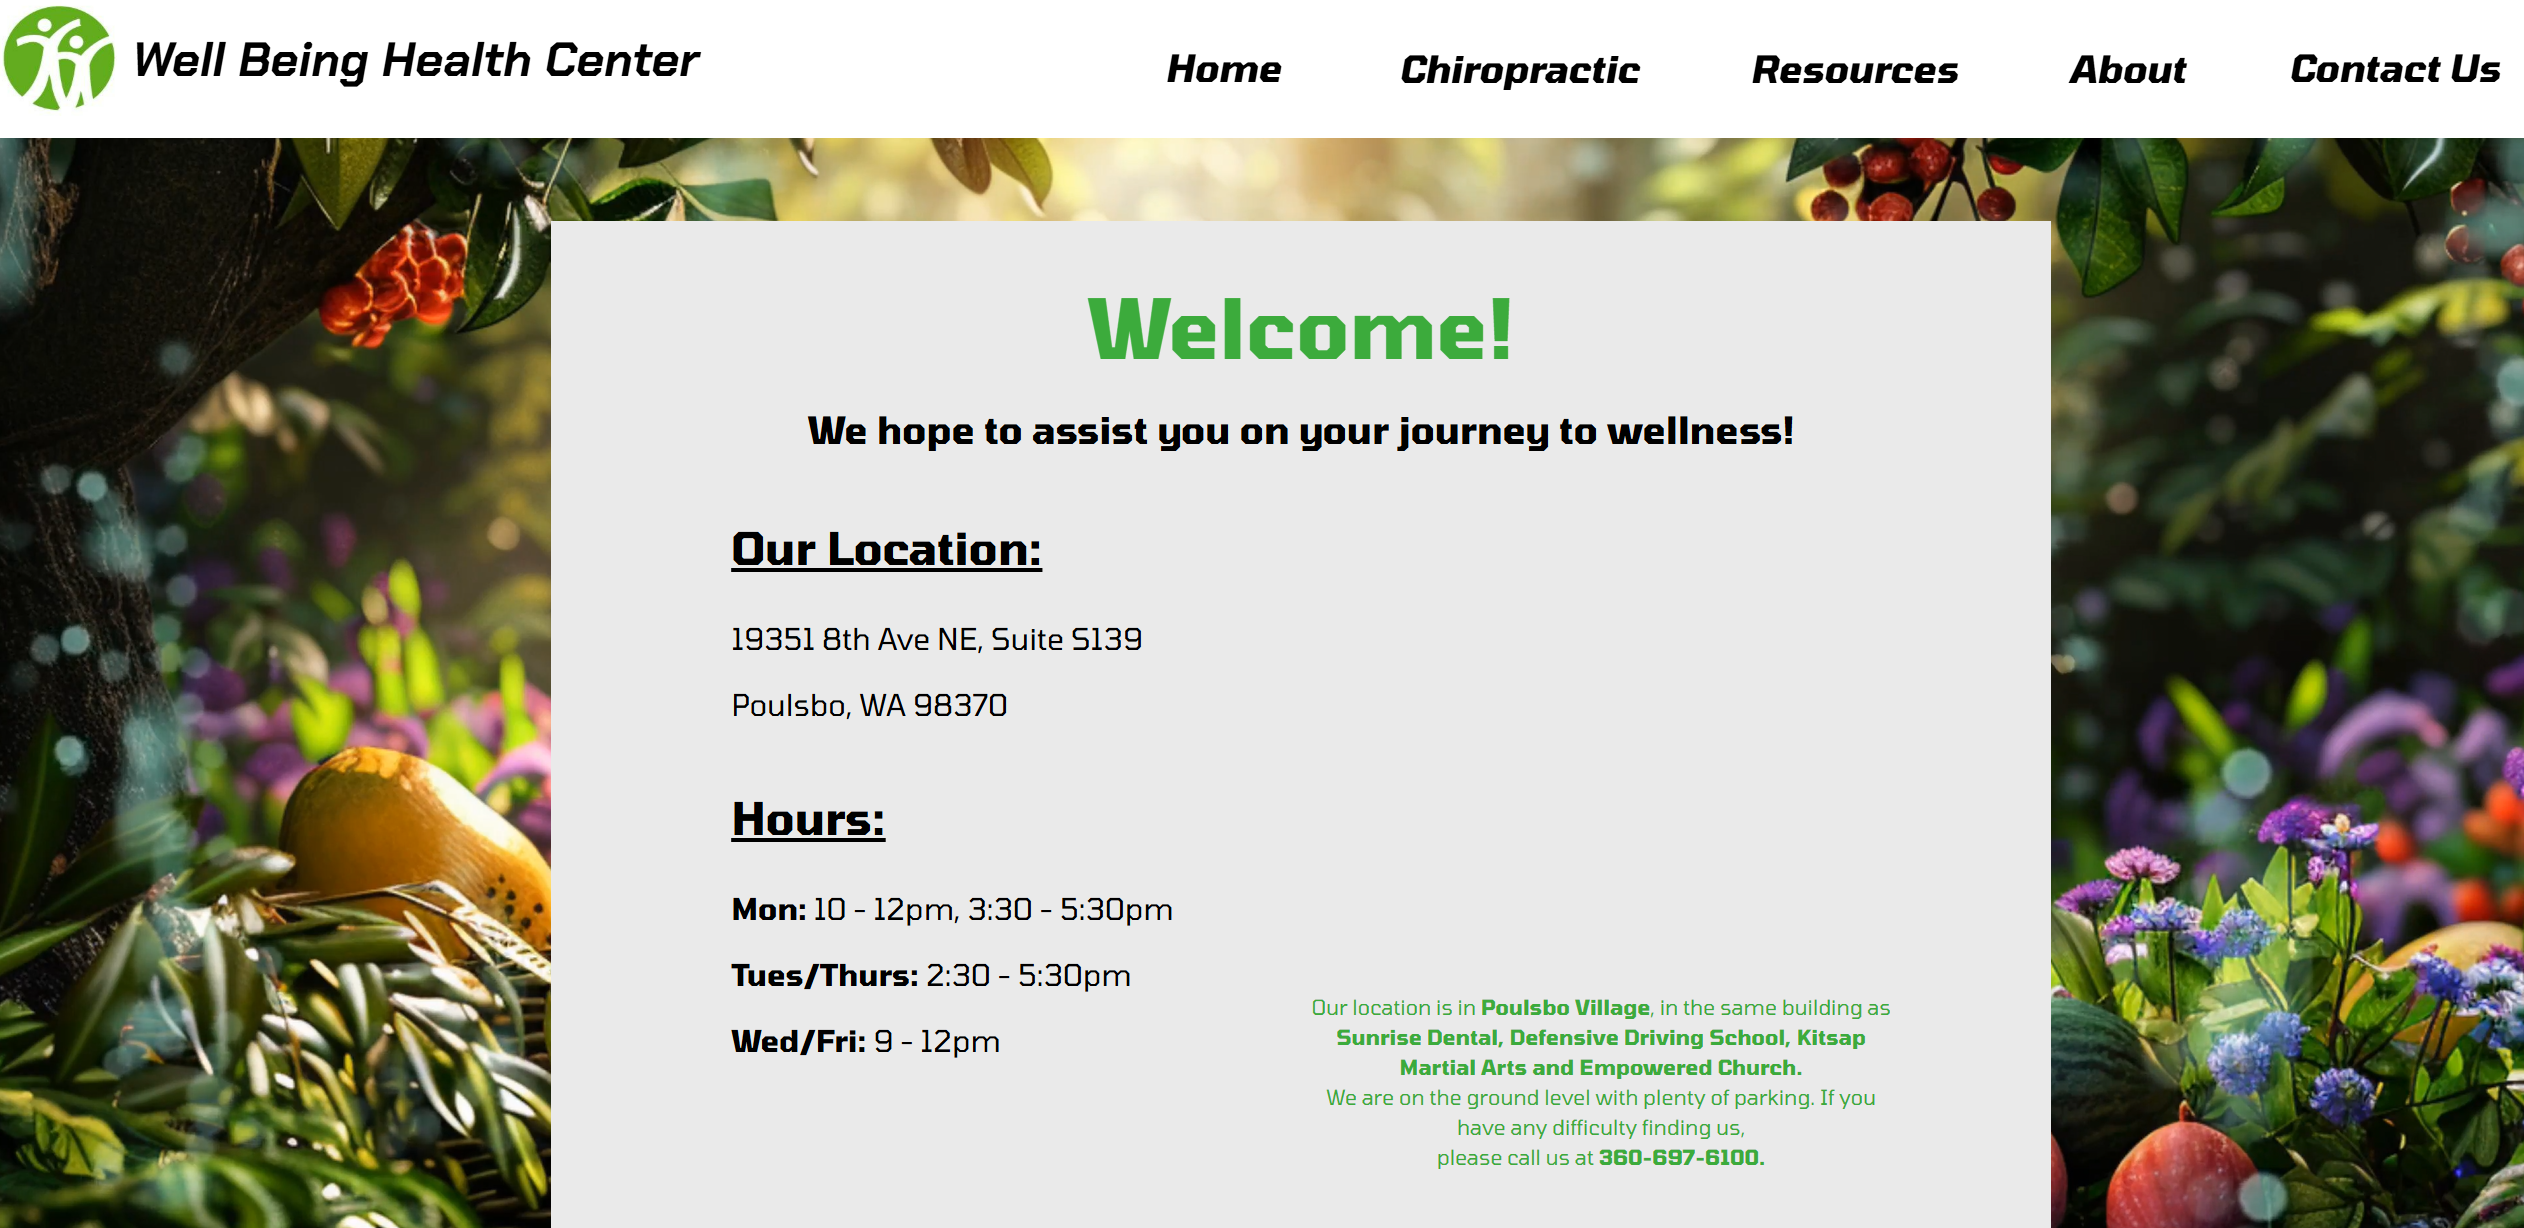 Well Being Health Center
Home
Chiropractic
Resources
About
Contact Us
Welcome!
We hope to assist you on your journey to wellness!
Our Location:
19351 8th Ave NE, Suite S139
Poulsbo, WA 98370
Hours:
Mon: 10 - 12pm, 3:30 - 5:30pm
Tues/Thurs: 2:30 - 5:30pm
Wed/Fri: 9 - 12pm
Our location is in Poulsbo Village, in the same building as
Sunrise Dental, Defensive Driving School, Kitsap
Martial Arts and Empowered Church.
We are on the ground level with plenty of parking. If you
have any difficulty finding us,
please call us at 360-697-6100.